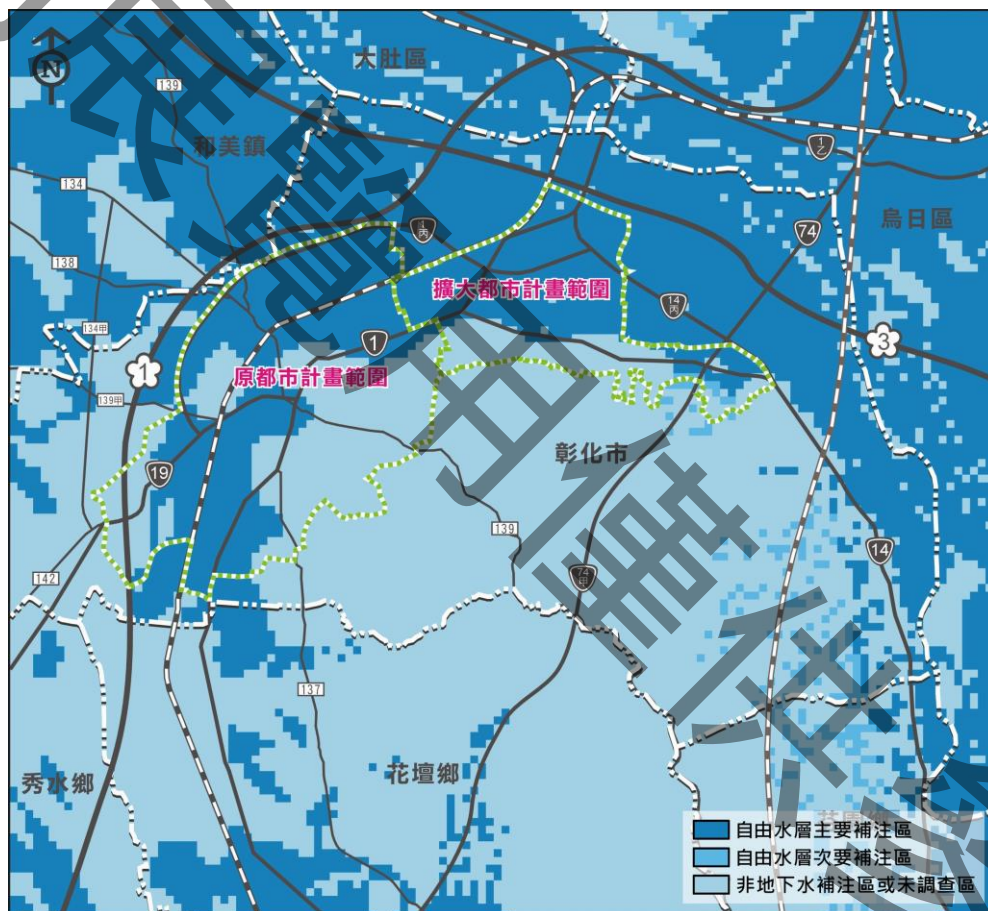 N
大肚區
139
和美鎮
1乙
134
烏日區
1丙
74
138
擴大都市計畫範圍
14丙
134甲
1
3
1
原都市計畫範圍
139甲
彰化市
19
139
14
142
74甲
137
花壇鄉
秀水鄉
自由水層主要補注區
自由水層次要補注區
非地下水補注區或未調查區